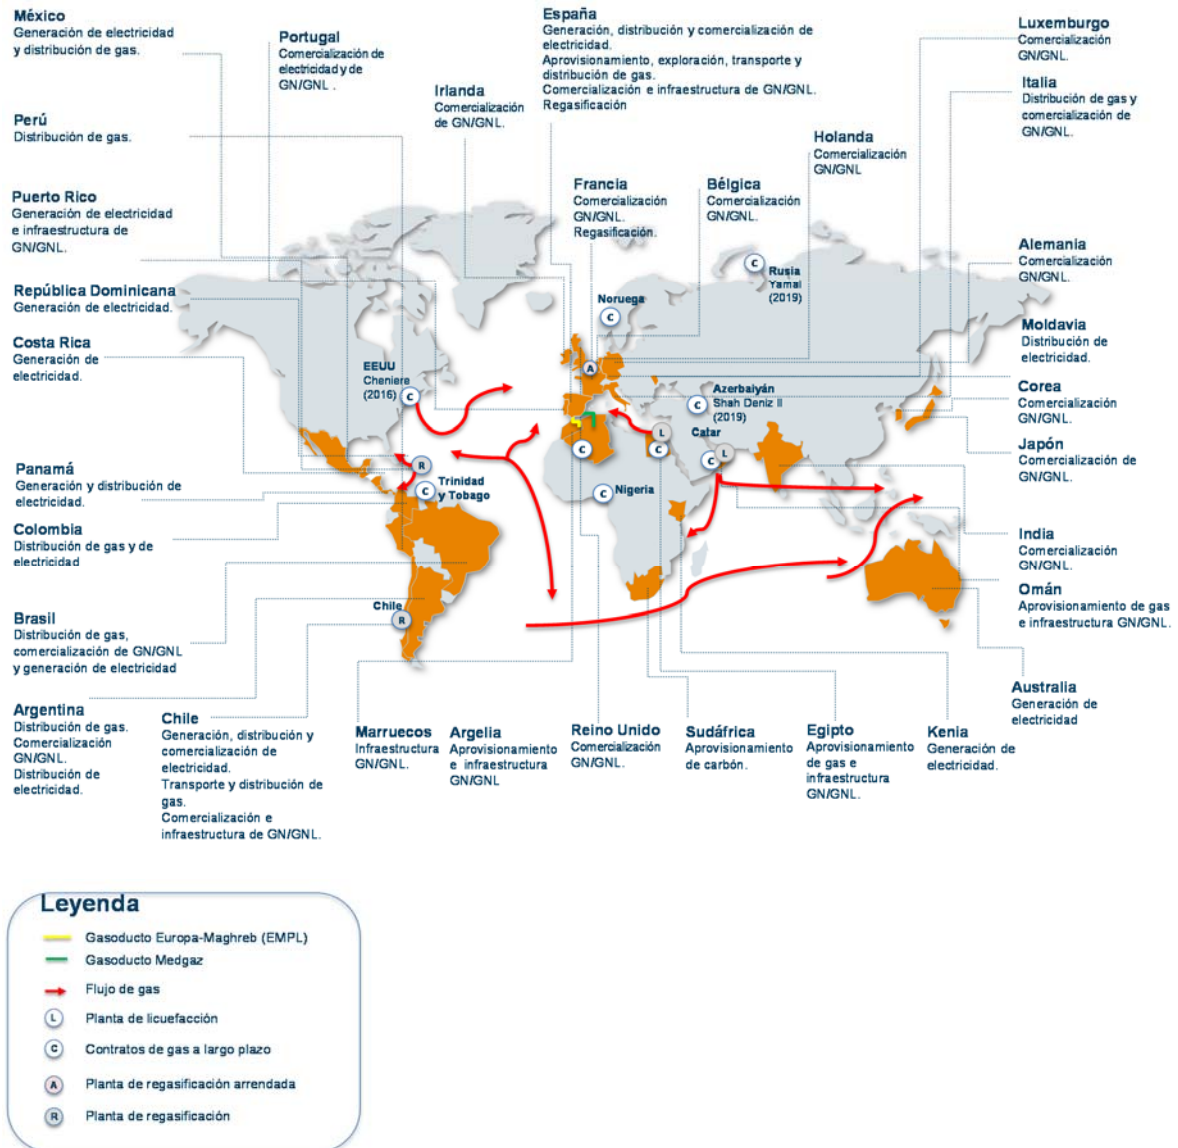 México
Generación de electricidad
y distribución de gas.
Portugal
Comercialización de
electricidad y de
GN/GNL .
Irlanda
Comercialización
de GN/GNL.
España
Generación, distribución y comercialización de
electricidad.
Aprovisionamiento, exploración, transporte y
distribución de gas.
Comercialización e infraestructura de GN/GNL.
Regasificación
Luxemburgo
Comercialización
GN/GNL.
Italia
Distribución de gas y
comercialización de
GN/GNL.
Perú
Distribución de gas.
Holanda
Comercialización
GN/GNL
Puerto Rico
Generación de electricidad
e infraestructura de
GN/GNL.
Francia
Comercialización
GN/GNL.
Regasificación.
Bélgica
Comercialización
GN/GNL.
Alemania
Comercialización
GN/GNL.
República Dominicana
Generación de electricidad.
C
Rusia
Yamal
(2019)
Noruega
C
Moldavia
Distribución de
electricidad.
Costa Rica
Generación de
electricidad.
EEUU
Cheniere
(2016)
C
A
Azerbaiyán
Shah Deniz II
(2019)
C
Corea
Comercialización
GN/GNL.
Japón
Comercialización de
GN/GNL.
L
C
Catar
L
C
C
Panamá
Generación y distribución de
electricidad.
R
C
Trinidad
y Tobago
C
Nigeria
Colombia
Distribución de gas y de
electricidad
India
Comercialización
GN/GNL.
Omán
Aprovisionamiento de gas
e infraestructura GN/GNL.
Brasil
Distribución de gas,
comercialización de GN/GNL
y generación de electricidad
Chile
R
Australia
Generación de
electricidad
Argentina
Distribución de gas.
Comercialización
GN/GNL.
Distribución de
electricidad.
Chile
Generación, distribución y
comercialización de
electricidad.
Transporte y distribución de
gas.
Comercialización e
infraestructura de GN/GNL.
Marruecos
Infraestructura
GN/GNL.
Argelia
Aprovisionamiento
e infraestructura
GN/GNL
Reino Unido
Comercialización
GN/GNL.
Sudáfrica
Aprovisionamiento
de carbón.
Egipto
Aprovisionamiento
de gas e
infraestructura
GN/GNL.
Kenia
Generación de
electricidad.
Leyenda
Gasoducto Europa-Maghreb (EMPL)
Gasoducto Medgaz
Flujo de gas
L Planta de licuefacción
C Contratos de gas a largo plazo
A Planta de regasificación arrendada
R Planta de regasificación